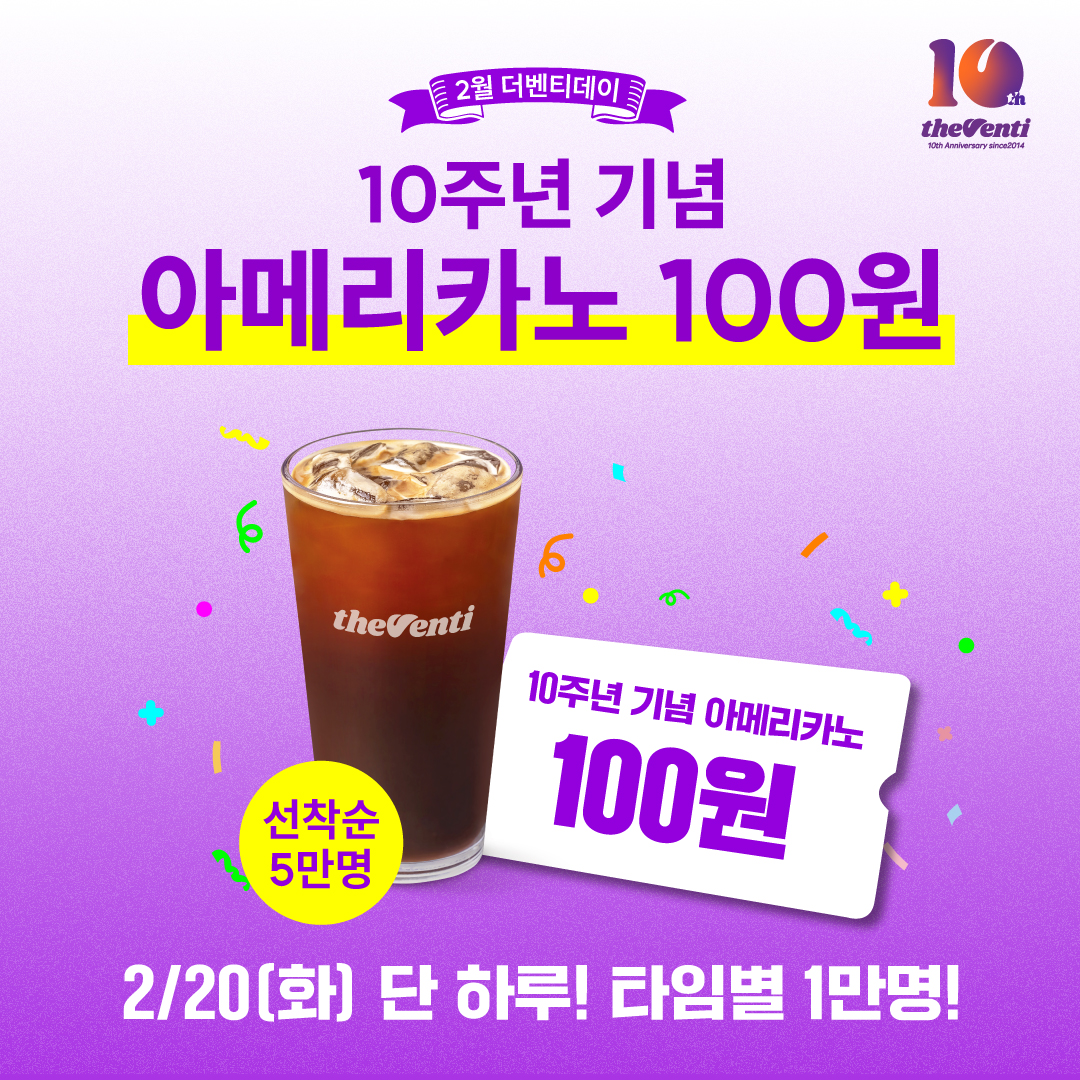 2월 더벤티데이
10th
theVenti
10th Anniversary since2014
10주년 기념
아메리카노 100원
theVenti
10주년 기념 아메리카노
100원
선착순
5만명
2/20(화) 단 하루! 타임별 1만명!